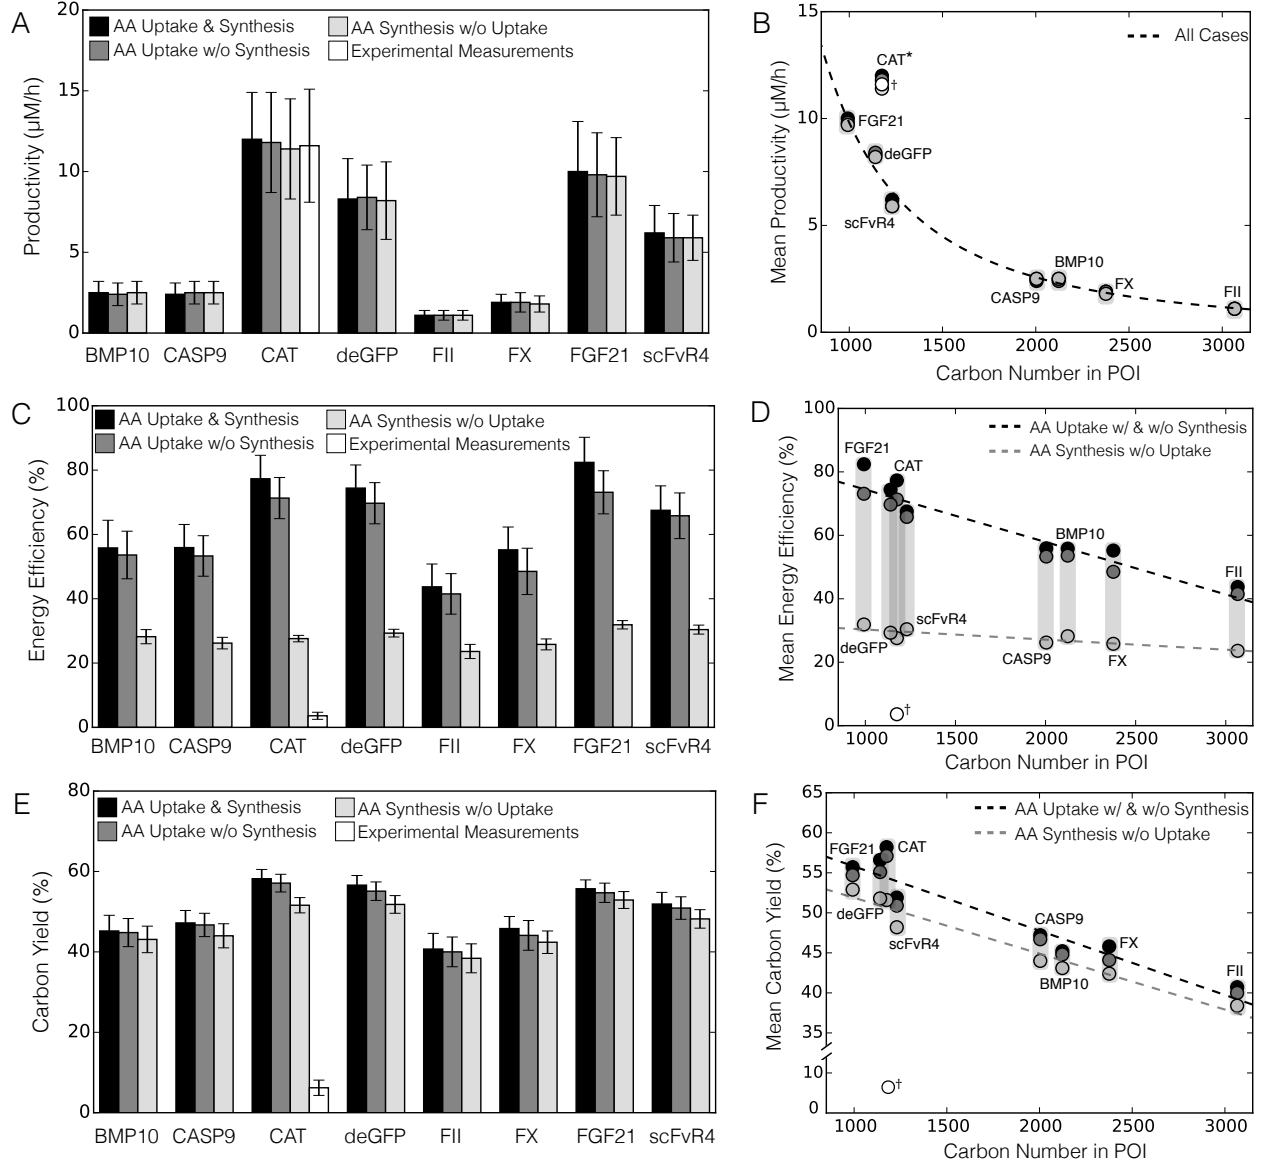 A
20
15
10
5
0
Productivity (µM/h)
AA Uptake & Synthesis
AA Uptake w/o Synthesis
AA Synthesis w/o Uptake
Experimental Measurements
BMP10 CASP9 CAT deGFP FII FX FGF21 scFvR4
B
15
10
5
0
Mean Productivity (µM/h)
All Cases
CAT*
†
FGF21
deGFP
scFvR4
BMP10
CASP9
FX
FII
1000 1500 2000 2500 3000
Carbon Number in POI
C
100
80
60
40
20
0
Energy Efficiency (%)
AA Uptake & Synthesis
AA Uptake w/o Synthesis
AA Synthesis w/o Uptake
Experimental Measurements
BMP10 CASP9 CAT deGFP FII FX FGF21 scFvR4
D
100
80
60
40
20
0
Mean Energy Efficiency (%)
AA Uptake w/ & w/o Synthesis
AA Synthesis w/o Uptake
FGF21
CAT
BMP10
FII
scFvR4
deGFP
CASP9
FX
†
1000 1500 2000 2500 3000
Carbon Number in POI
E
80
60
40
20
0
Carbon Yield (%)
AA Uptake & Synthesis
AA Uptake w/o Synthesis
AA Synthesis w/o Uptake
Experimental Measurements
BMP10 CASP9 CAT deGFP FII FX FGF21 scFvR4
F
65
60
55
50
45
40
35
10
0
Mean Carbon Yield (%)
AA Uptake w/ & w/o Synthesis
AA Synthesis w/o Uptake
FGF21
CAT
deGFP
scFvR4
CASP9
BMP10
FX
FII
†
1000 1500 2000 2500 3000
Carbon Number in POI